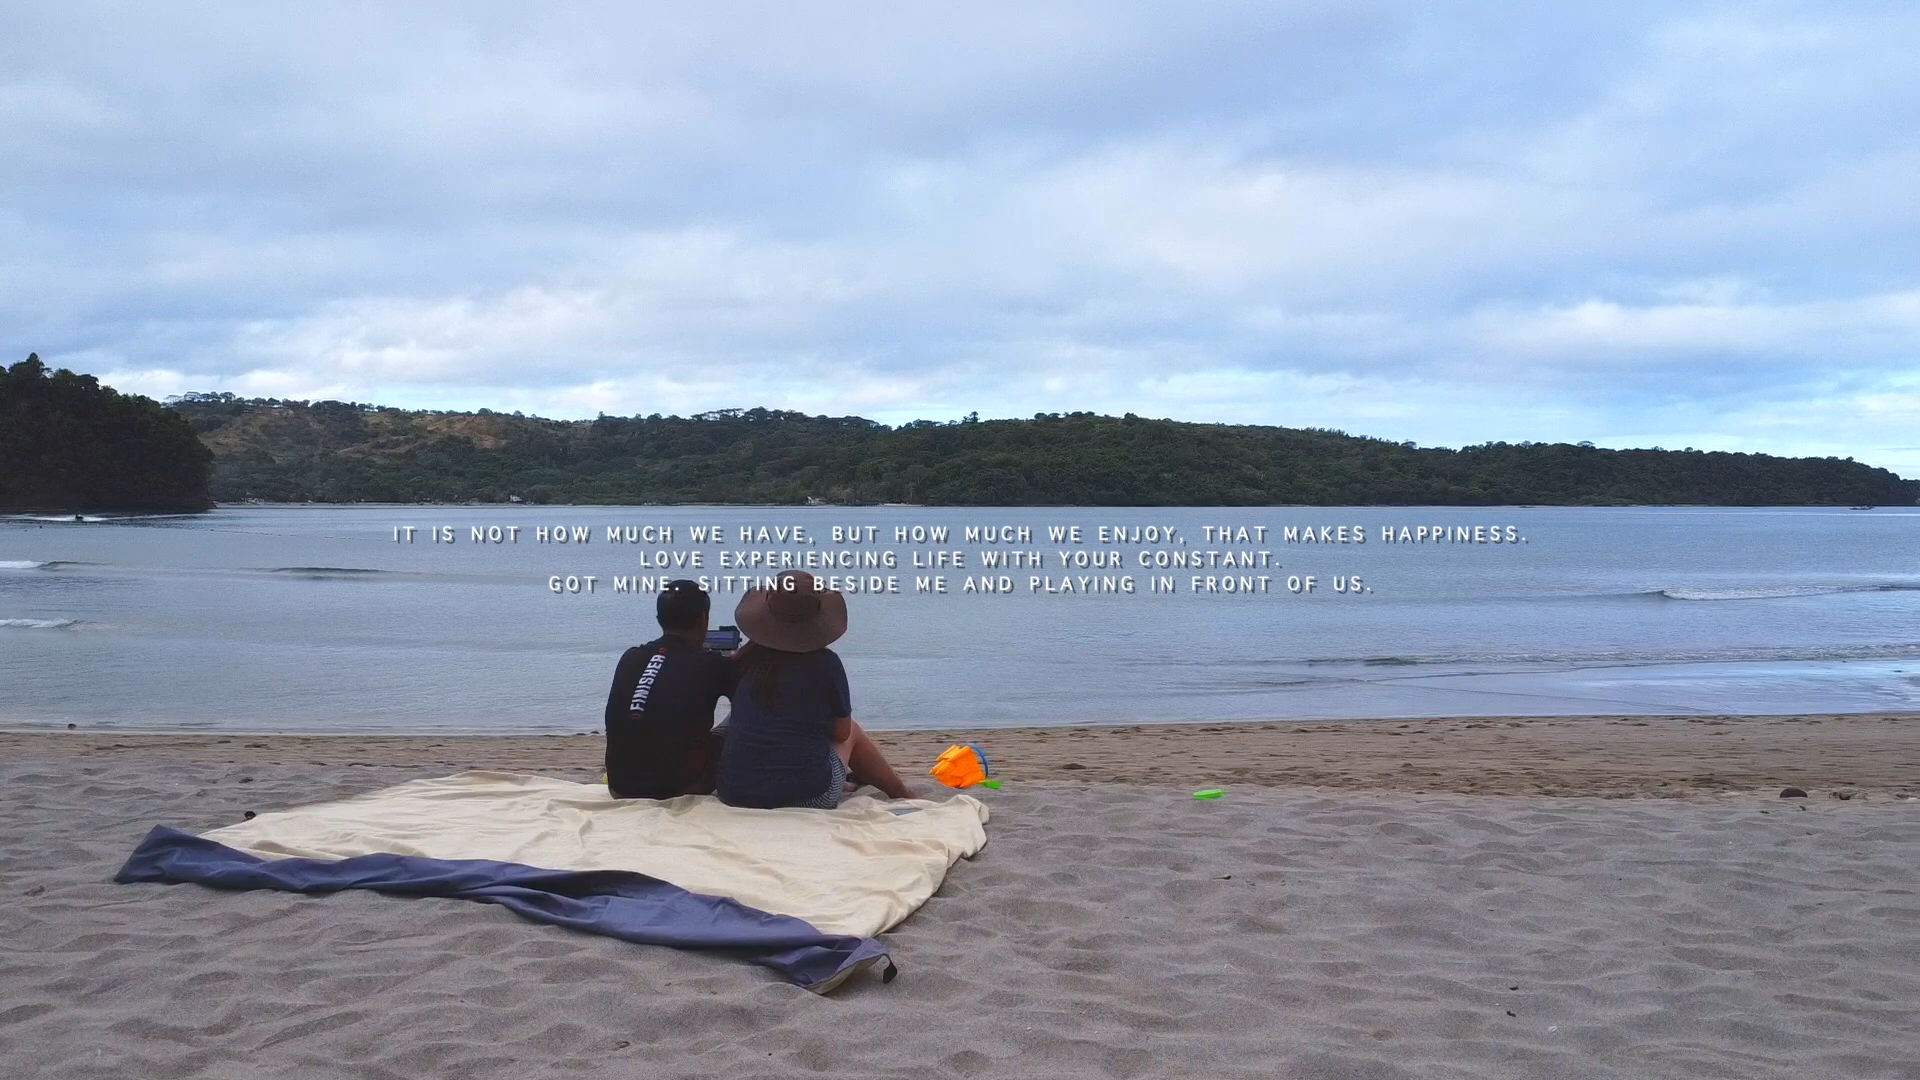 IT IS NOT HOW MUCH WE HAVE, BUT HOW MUCH WE ENJOY, THAT MAKES HAPPINESS.
LOVE EXPERIENCING LIFE WITH YOUR CONSTANT.
GOT MINE. SITTING BESIDE ME AND PLAYING IN FRONT OF US.
FINISHER